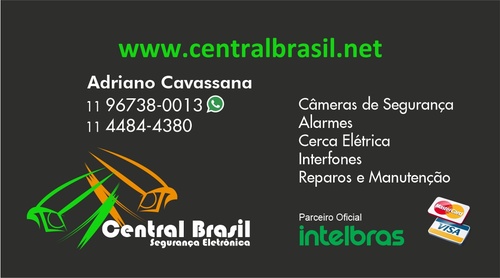 www.centralbrasil.net
Adriano Cavassana
11 96738-0013
11 4484-4380
Câmeras de Segurança
Alarmes
Cerca Elétrica
Interfones
Reparos e Manutenção
Central Brasil
Segurança Eletrônica
Parceiro Oficial
intelbras
MasterCard
VISA